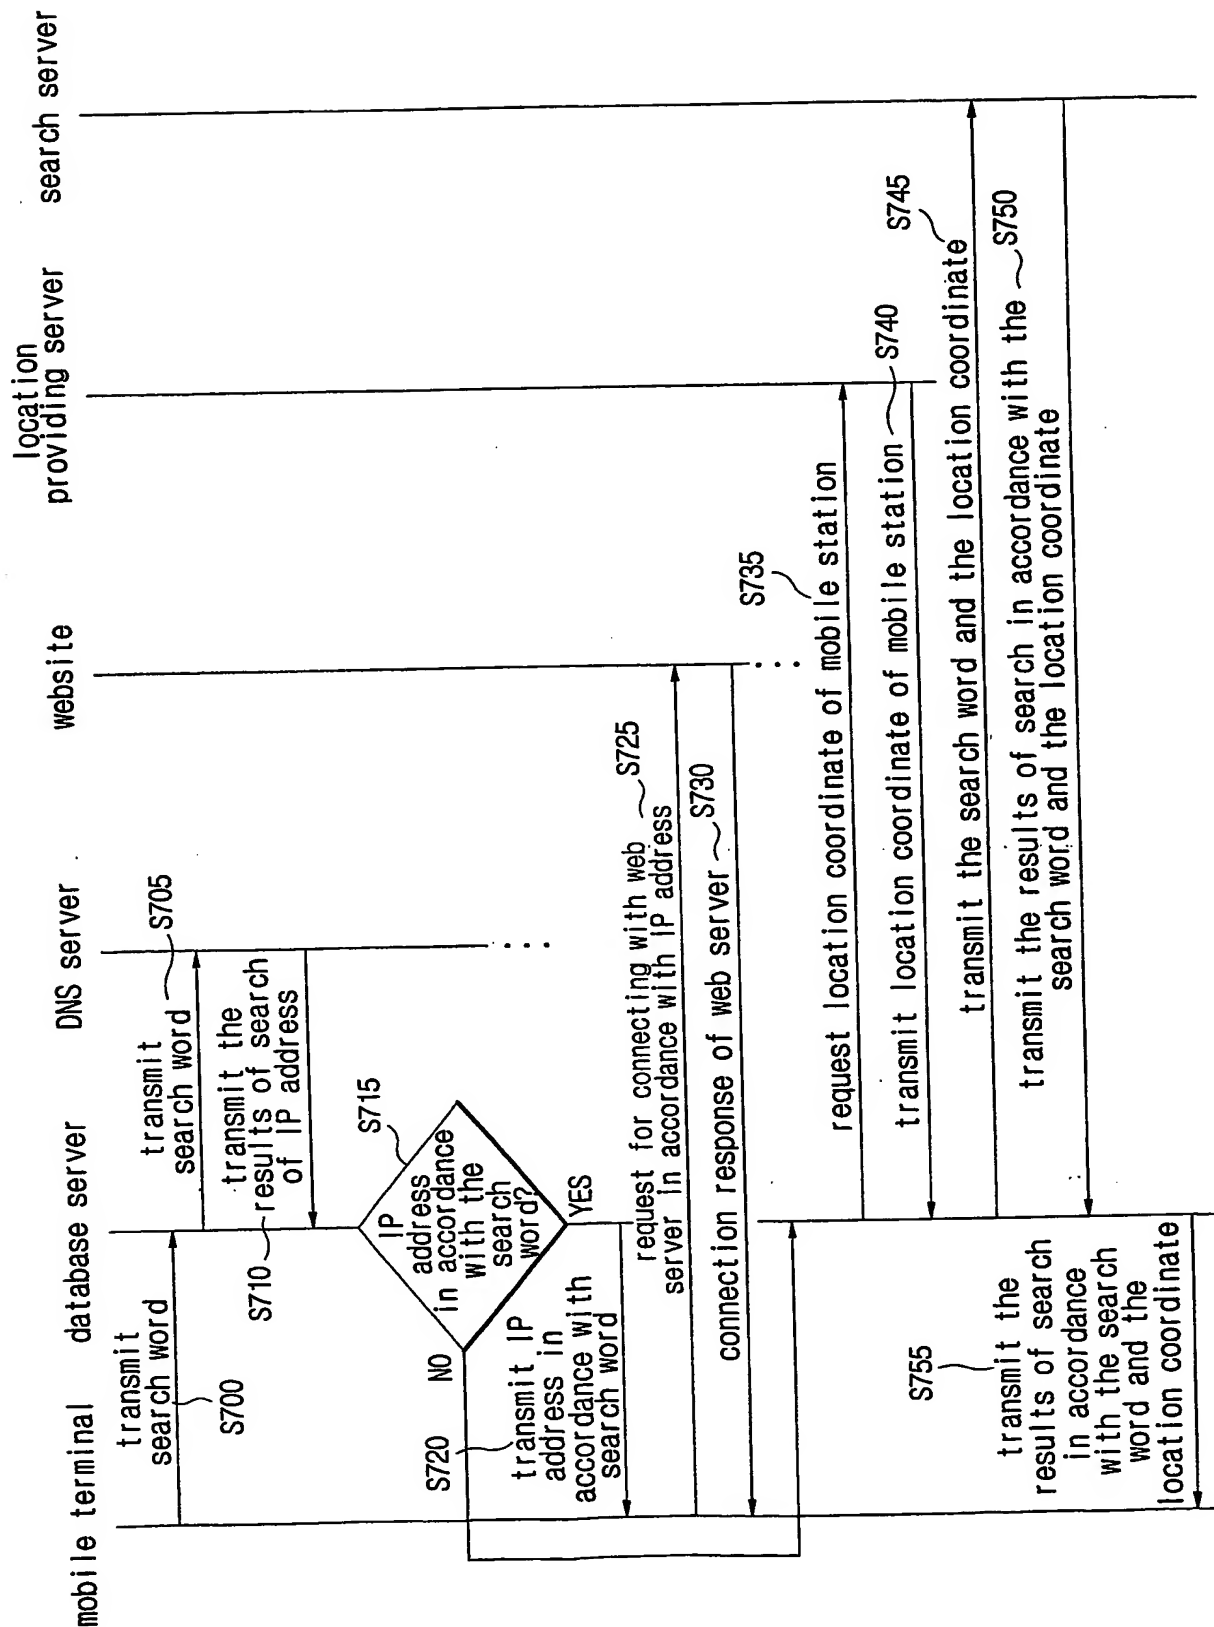 mobile terminal
database server
DNS server
website
location
providing server
search server
transmit
search word
S700
transmit
search word
S705
transmit the
results of search
of IP address
S710
IP
address
in accordance
with the
search
word?
S715
NO
YES
S720
transmit IP
address in
accordance with
search word
request for connecting with web
server in accordance with IP address
S725
connection response of web server
S730
request location coordinate of mobile station
S735
transmit location coordinate of mobile station
S740
transmit the search word and the location coordinate
S745
transmit the results of search in accordance with the
search word and the location coordinate
S750
S755
transmit the
results of search
in accordance
with the search
word and the
location coordinate